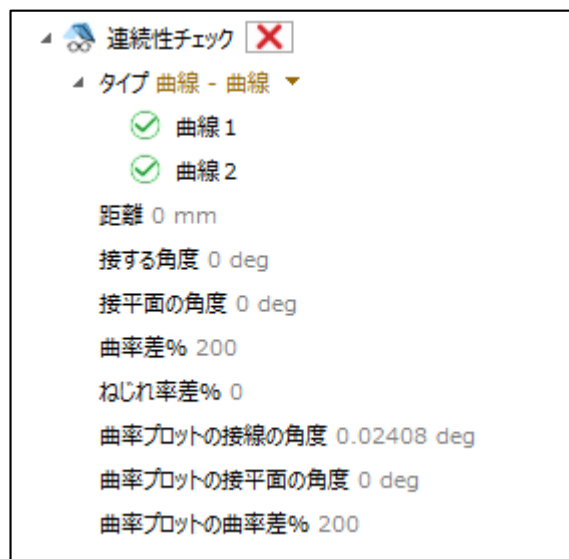 連続性チェック
タイプ 曲線 - 曲線
曲線 1
曲線 2
距離 0 mm
接する角度 0 deg
接平面の角度 0 deg
曲率差% 200
ねじれ率差% 0
曲率プロットの接線の角度 0.02408 deg
曲率プロットの接平面の角度 0 deg
曲率プロットの曲率差% 200